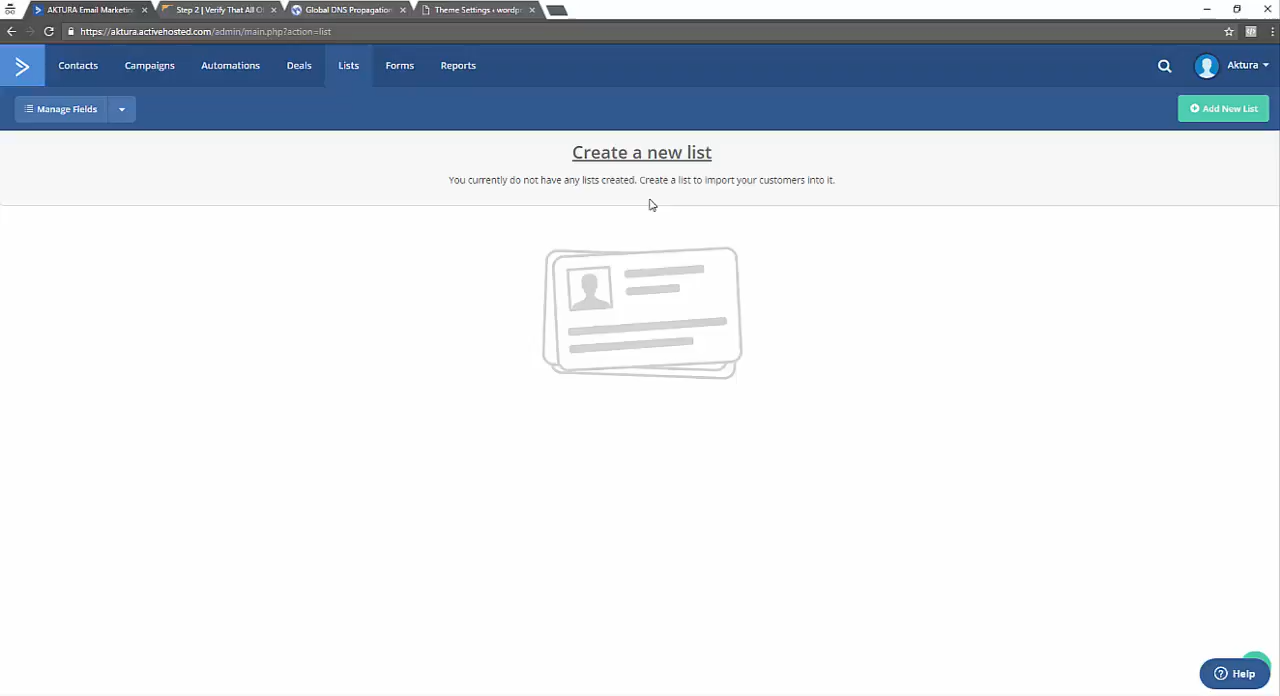 AKTURA Email Marketin
Step 2 | Verify That All O
Global DNS Propagation
Theme Settings ‹ wordpr
https://aktura.activehosted.com/admin/main.php?action=list
Contacts
Campaigns
Automations
Deals
Lists
Forms
Reports
Aktura
Manage Fields
Add New List
Create a new list
You currently do not have any lists created. Create a list to import your customers into it.
Help